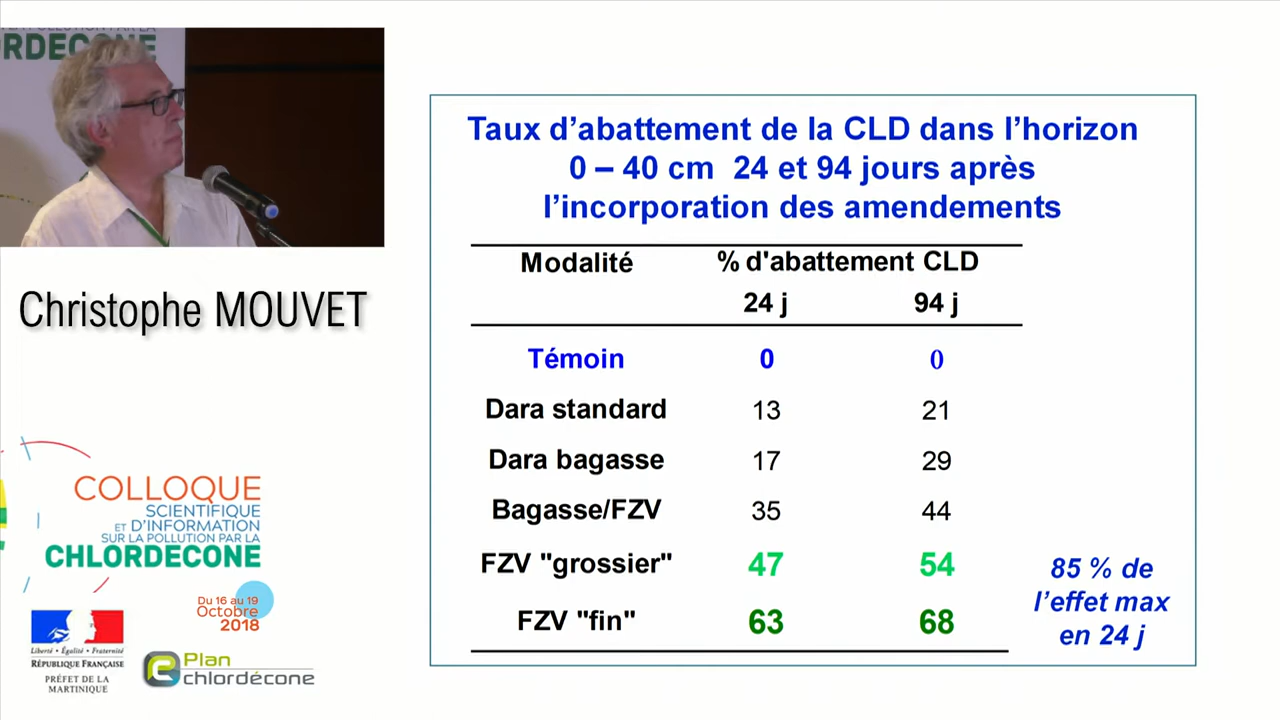 RDECONE
Christophe MOUVET
COLLOQUE
SCIENTIFIQUE
ET D'INFORMATION
SUR LA POLLUTION PAR LA
CHLORDECONE
Du 16 au 19
Octobre
2018
Liberté • Égalité • Fraternité
RÉPUBLIQUE FRANÇAISE
PRÉFET DE LA
MARTINIQUE
Plan
chlordécone
Taux d'abattement de la CLD dans l'horizon
0 – 40 cm 24 et 94 jours après
l'incorporation des amendements
Modalité % d'abattement CLD
24 j 94 j
Témoin 0 0
Dara standard 13 21
Dara bagasse 17 29
Bagasse/FZV 35 44
FZV "grossier" 47 54
FZV "fin" 63 68
85 % de
l'effet max
en 24 j